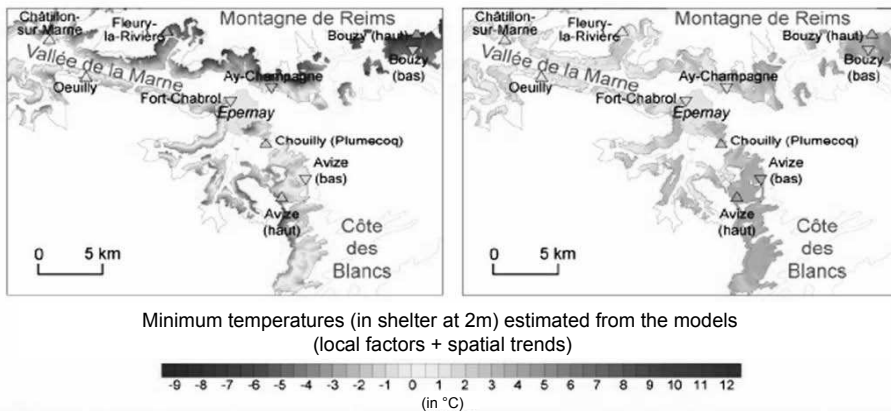 Châtillon-
sur-Marne
Fleury-
la-Rivière
Montagne de Reims
Bouzy (haut)
Bouzy
(bas)
Vallée de la Marne
Oeuilly
Ay-Champagne
Fort-Chabrol
Epernay
Chouilly (Plumecoq)
Avize
(bas)
Avize
(haut)
Côte
des
Blancs
0 5 km
Châtillon-
sur-Marne
Fleury-
la-Rivière
Montagne de Reims
Bouzy (haut)
Bouzy
(bas)
Vallée de la Marne
Oeuilly
Ay-Champagne
Fort-Chabrol
Epernay
Chouilly (Plumecoq)
Avize
(bas)
Avize
(haut)
Côte
des
Blancs
0 5 km
Minimum temperatures (in shelter at 2m) estimated from the models
(local factors + spatial trends)
-9 -8 -7 -6 -5 -4 -3 -2 -1 0 1 2 3 4 5 6 7 8 9 10 11 12
(in °C)